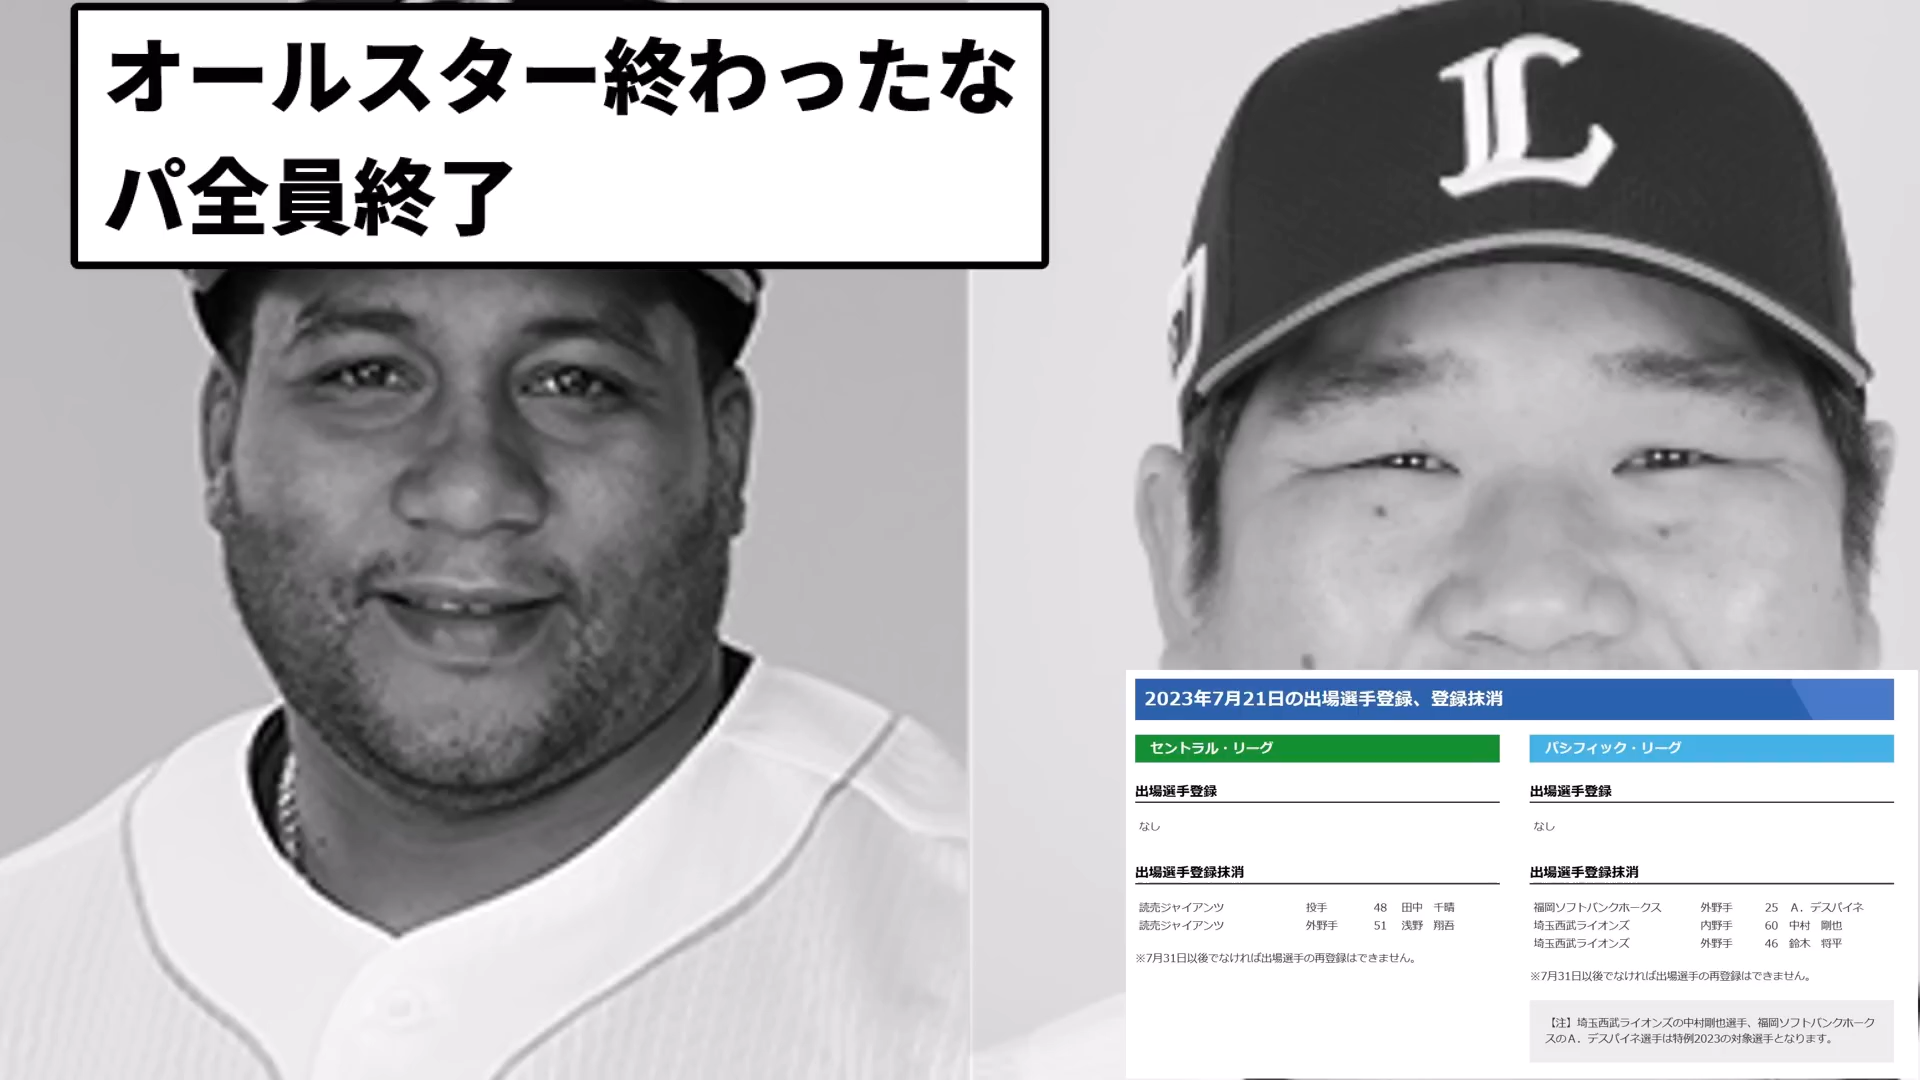 オールスター終わったな
パ全員終了
L
2023年7月21日の出場選手登録、登録抹消
セントラル・リーグ
出場選手登録
なし
出場選手登録抹消
読売ジャイアンツ 投手 48 田中 千晴
読売ジャイアンツ 外野手 51 浅野 翔吾
※7月31日以後でなければ出場選手の再登録はできません。
パシフィック・リーグ
出場選手登録
なし
出場選手登録抹消
福岡ソフトバンクホークス 外野手 25 A．デスパイネ
埼玉西武ライオンズ 内野手 60 中村 剛也
埼玉西武ライオンズ 外野手 46 鈴木 将平
※7月31日以後でなければ出場選手の再登録はできません。
【注】埼玉西武ライオンズの中村剛也選手、福岡ソフトバンクホーク
スのA．デスパイネ選手は特例2023の対象選手となります。